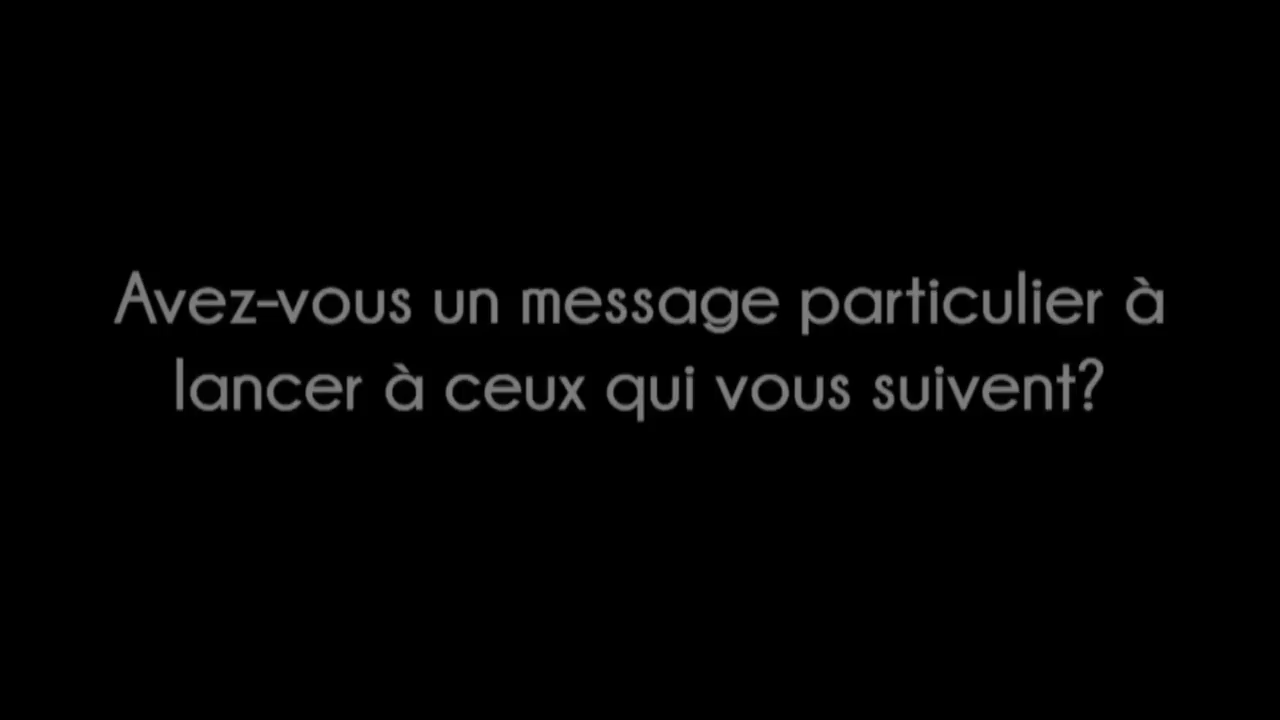 Avez-vous un message particulier à
lancer à ceux qui vous suivent?